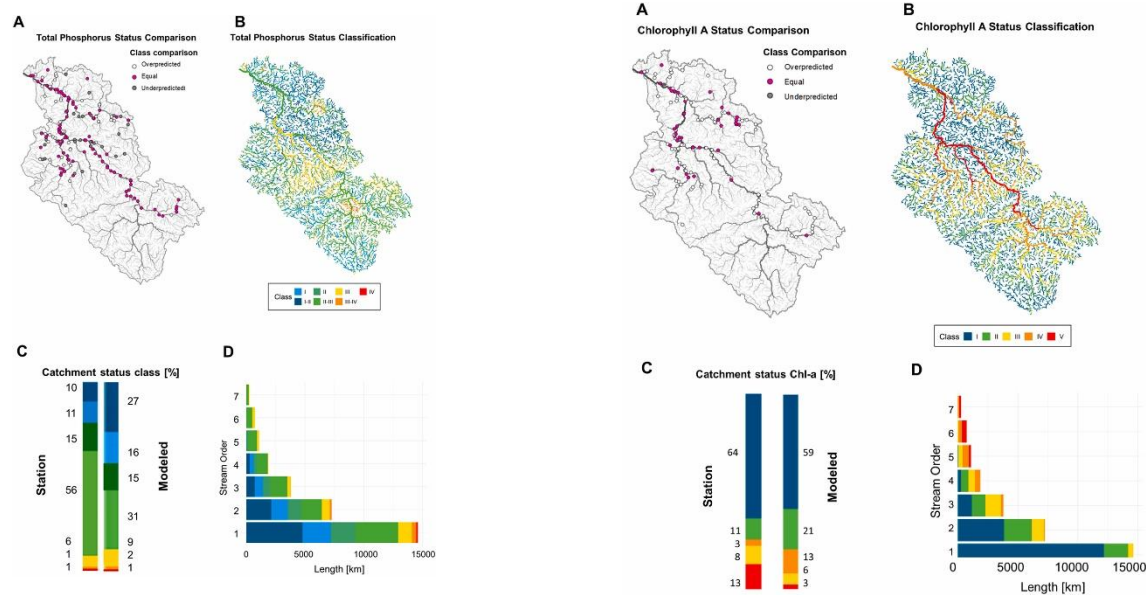 A
Total Phosphorus Status Comparison
Class comparison
Overpredicted
Equal
Underpredicted
B
Total Phosphorus Status Classification
Class
I
II
III
IV
I-II
II-III
III-IV
C
Catchment status class [%]
Station
10
11
15
56
6
1
1
27
16
15
31
9
2
1
Modeled
D
Stream Order
7
6
5
4
3
2
1
0
5000
10000
15000
Length [km]
A
Chlorophyll A Status Comparison
Class Comparison
Overpredicted
Equal
Underpredicted
B
Chlorophyll A Status Classification
Class
I
II
III
IV
V
C
Catchment status Chl-a [%]
Station
64
11
3
8
13
59
21
13
6
3
Modeled
D
Stream Order
7
6
5
4
3
2
1
0
5000
10000
15000
Length [km]